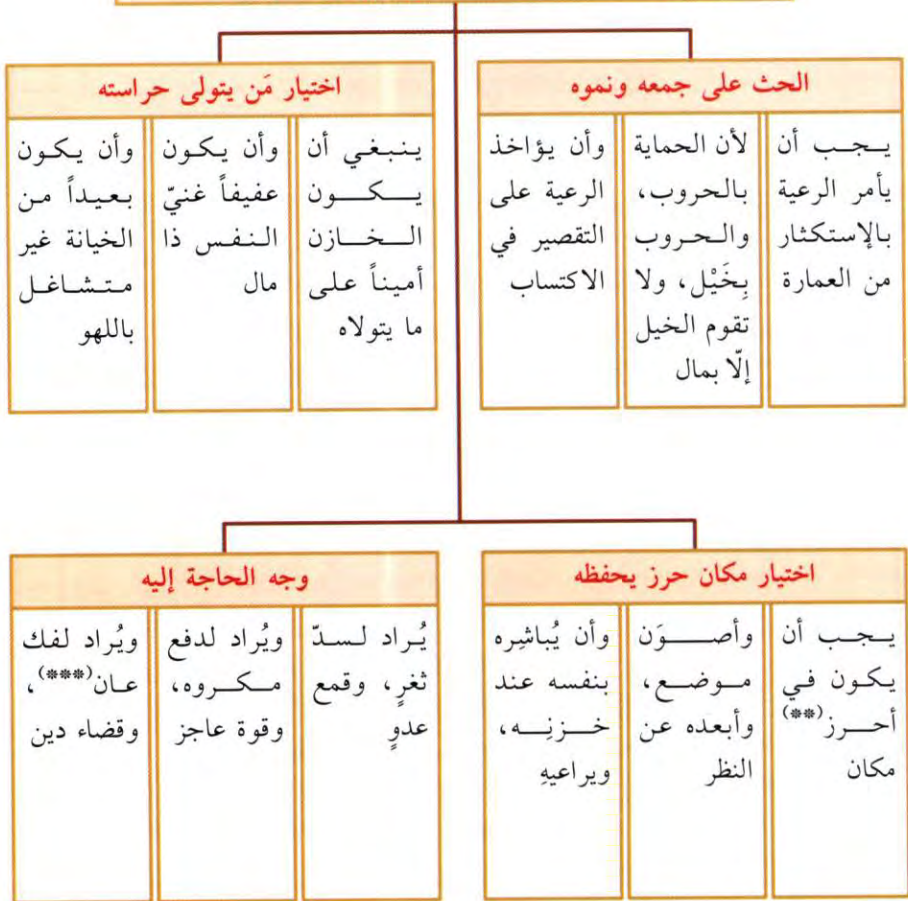 الحث على جمعه ونموه
يجب أن
يأمر الرعية
بالإستكثار
من العمارة
لأن الحماية
بالحروب،
والحروب
بِخَيْل، ولا
تقوم الخيل
إلّا بمال
وأن يؤاخذ
الرعية على
التقصير في
الاكتساب
اختيار مَن يتولى حراسته
ينبغي أن
يكون
الخازن
أميناً على
ما يتولاه
وأن يكون
عفيفاً غنيّ
النفس ذا
مال
وأن يكون
بعيداً من
الخيانة غير
متشاغل
باللهو
اختيار مكان حرز يحفظه
يجب أن
يكون في
أحرز(**)
مكان
وأصوَن
موضع،
وأبعده عن
النظر
وأن يُباشِره
بنفسه عند
خزنِه،
ويراعيهِ
وجه الحاجة إليه
يُراد لسدّ
ثغرٍ، وقمع
عدوٍ
ويُراد لدفع
مكروه،
وقوة عاجز
ويُراد لفك
عان(***)،
وقضاء دين